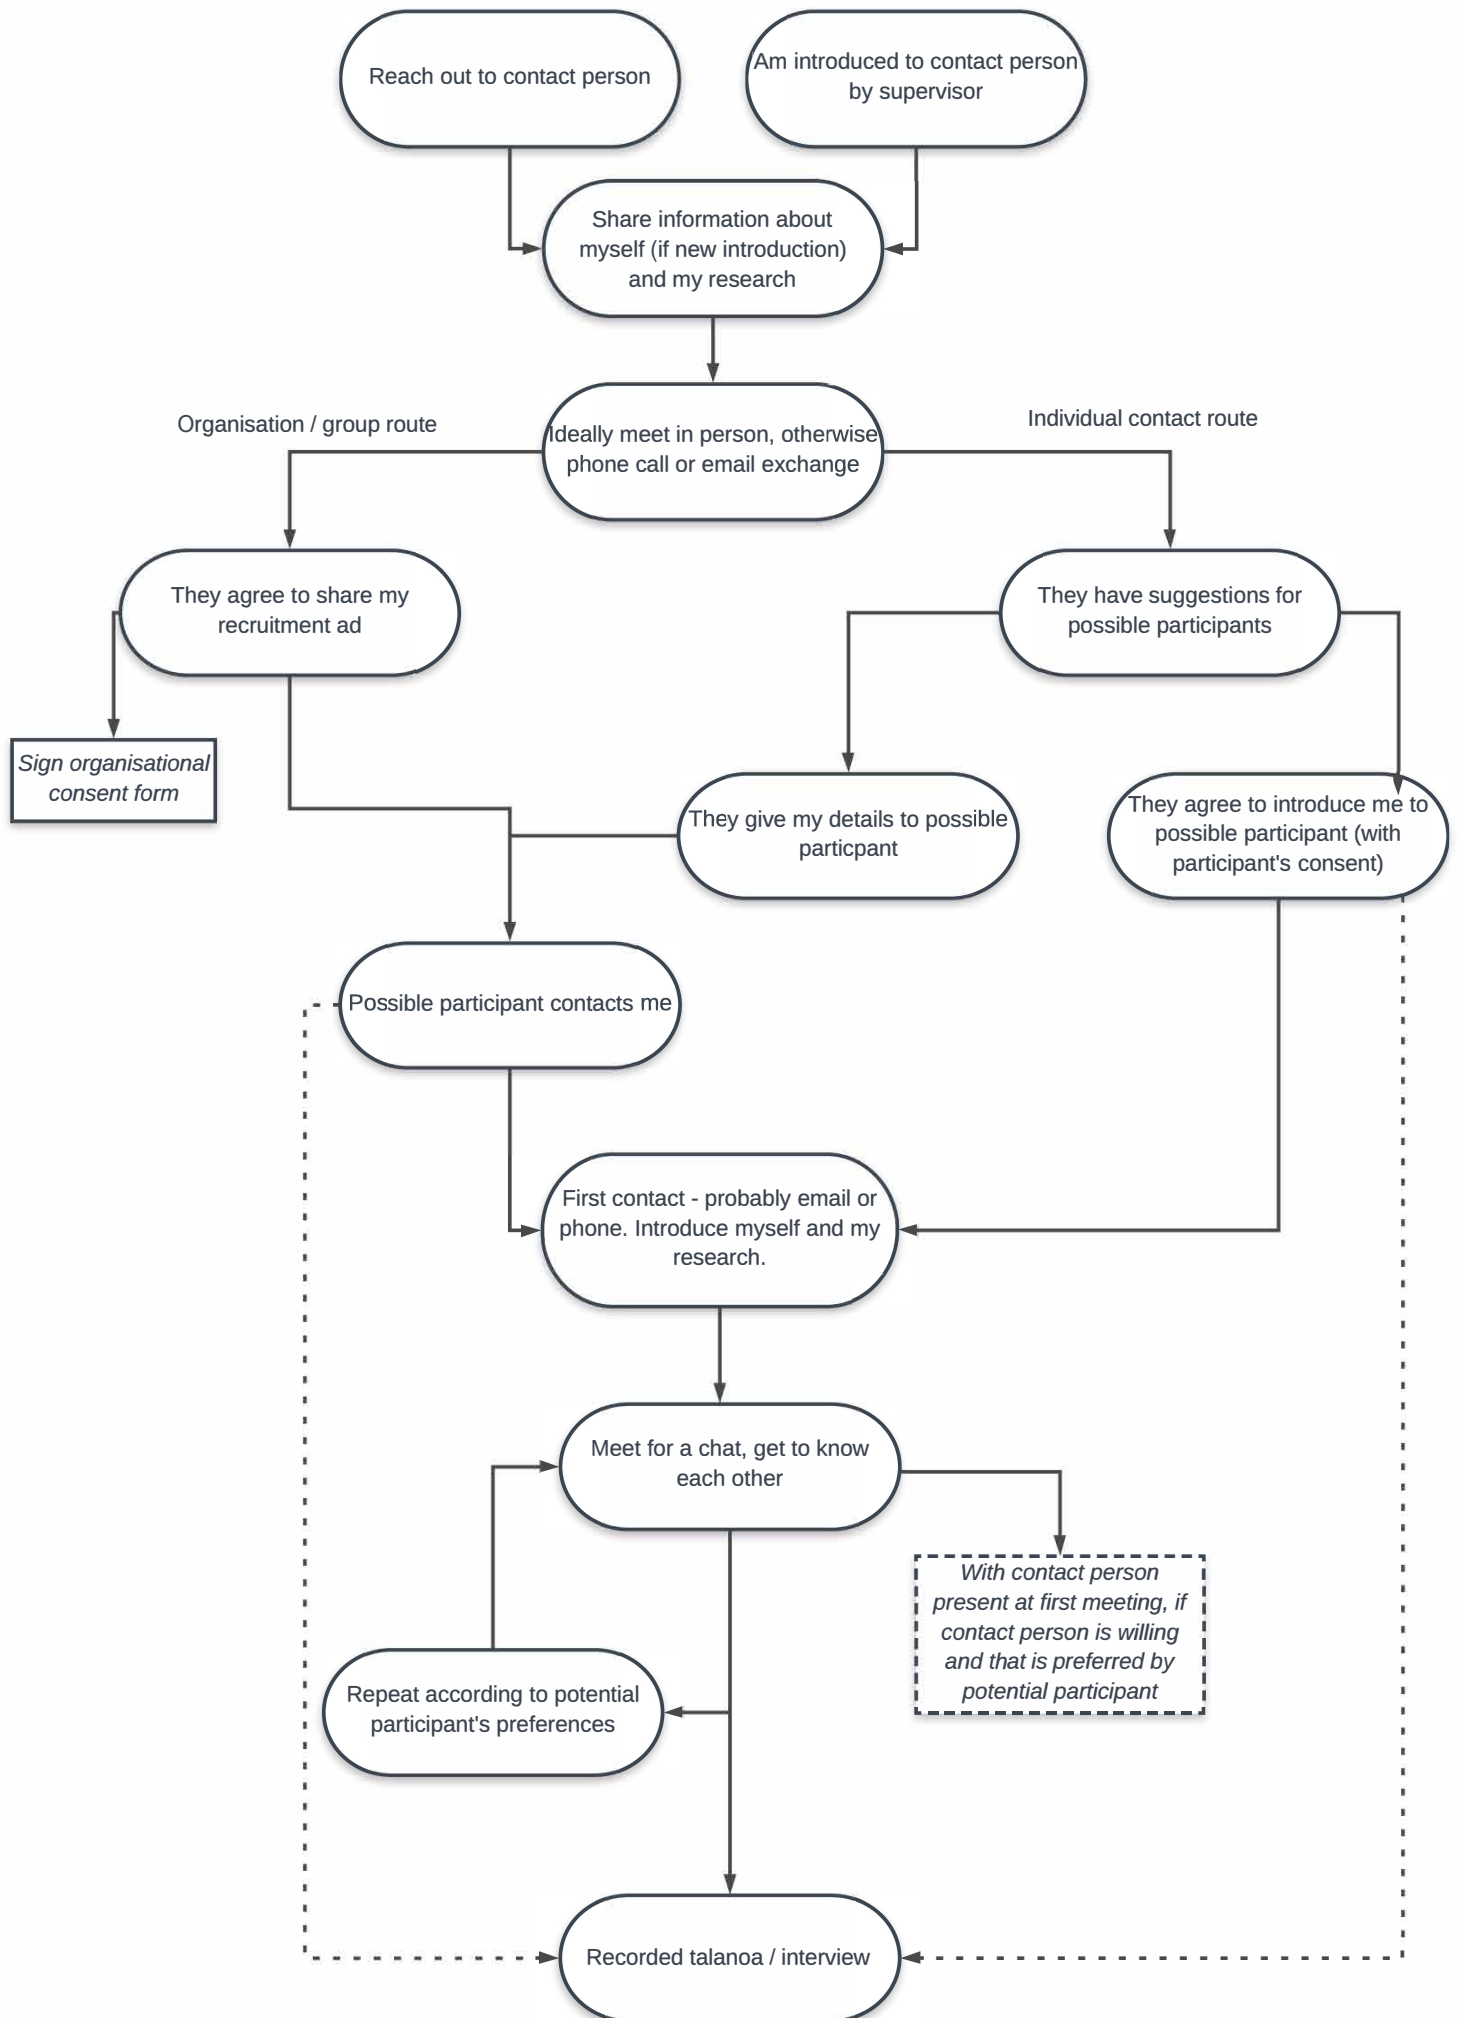 Reach out to contact person
Am introduced to contact person
by supervisor
Share information about
myself (if new introduction)
and my research
Organisation / group route
Individual contact route
Ideally meet in person, otherwise
phone call or email exchange
They agree to share my
recruitment ad
They have suggestions for
possible participants
Sign organisational
consent form
They give my details to possible
particpant
They agree to introduce me to
possible participant (with
participant's consent)
Possible participant contacts me
First contact - probably email or
phone. Introduce myself and my
research.
Meet for a chat, get to know
each other
With contact person
present at first meeting, if
contact person is willing
and that is preferred by
potential participant
Repeat according to potential
participant's preferences
Recorded talanoa / interview